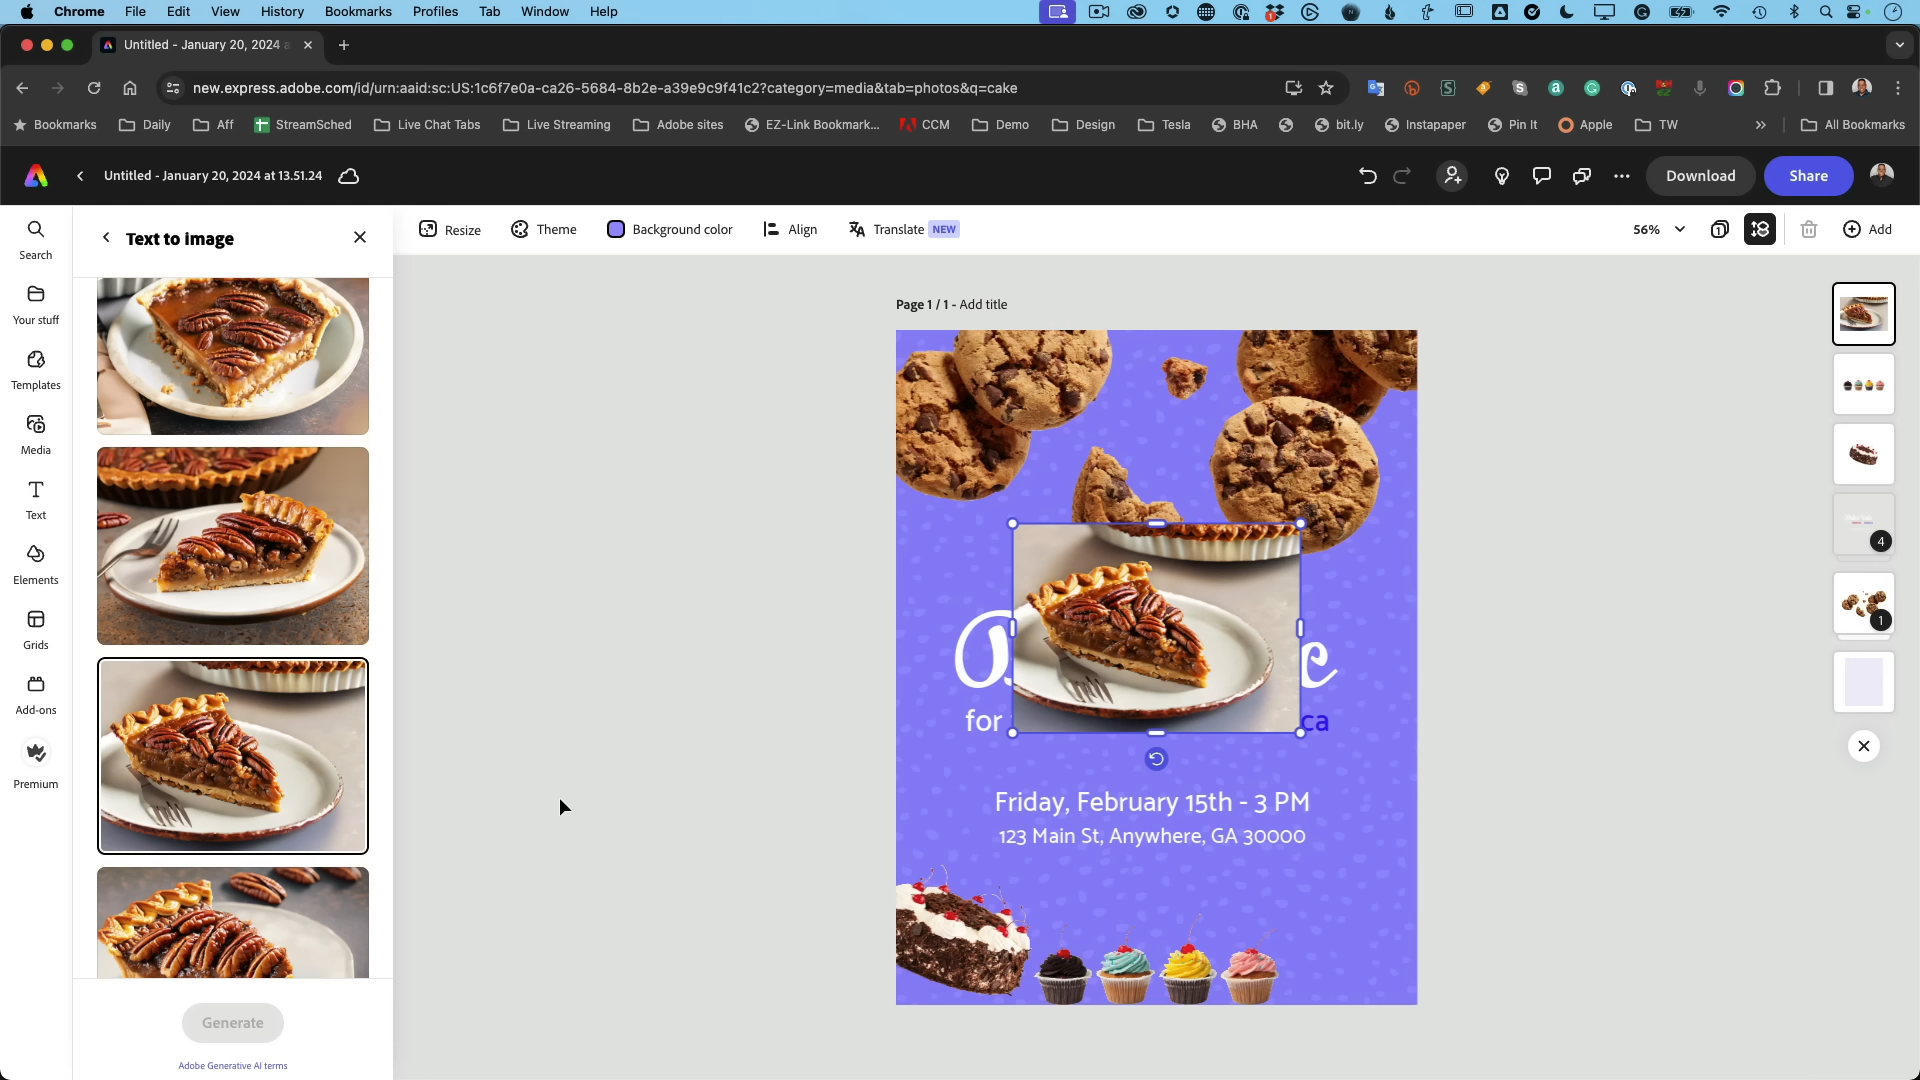 Chrome File Edit View History Bookmarks Profiles Tab Window Help
Untitled - January 20, 2024 a
new.express.adobe.com/id/urn:aaid:sc:US:1c6f7e0a-ca26-5684-8b2e-a39e9c9f41c2?category=media&tab=photos&q=cake
Bookmarks Daily Aff StreamSched Live Chat Tabs Live Streaming Adobe sites EZ-Link Bookmark... CCM Demo Design Tesla BHA bit.ly Instapaper Pin It Apple TW » All Bookmarks
Untitled - January 20, 2024 at 13.51.24
Download Share
Search
Your stuff
Templates
Media
Text
Elements
Grids
Add-ons
Premium
Text to image
Generate
Adobe Generative AI terms
Resize Theme Background color Align Translate NEW
56% 1 Add
Page 1 / 1 - Add title
for ca
Friday, February 15th - 3 PM
123 Main St, Anywhere, GA 30000
4
1